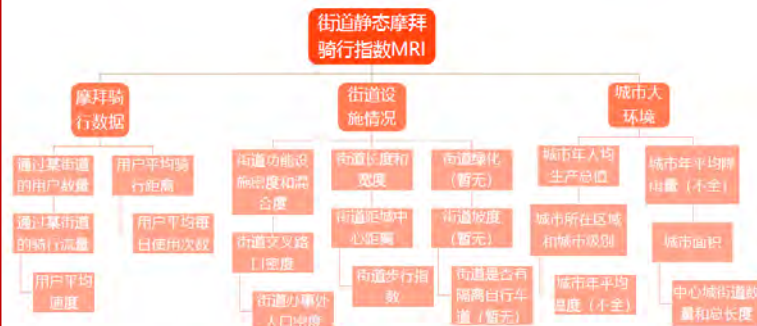 街道静态摩拜
骑行指数MRI
摩拜骑
行数据
街道设
施情况
城市大
环境
通过某街道
的用户数量
用户平均骑
行距离
通过某街道
的骑行流量
用户平均每
日使用次数
用户平均
速度
街道功能设
施密度和混
合度
街道长度和
宽度
街道绿化
(暂无)
街道交叉路
口密度
街道距城中
心距离
街道坡度
(暂无)
街道办事处
人口密度
街道步行指
数
街道是否有
隔离自行车
道(暂无)
城市年人均
生产总值
城市年平均降
雨量(不全)
城市所在区域
和城市级别
城市面积
城市年平均
温度(不全)
中心城街道数
量和总长度